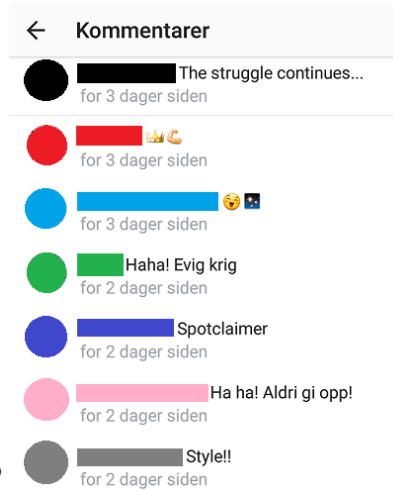 Kommentarer
The struggle continues...
for 3 dager siden
👑💪
for 3 dager siden
😄🌃
for 3 dager siden
Haha! Evig krig
for 2 dager siden
Spotclaimer
for 2 dager siden
Ha ha! Aldri gi opp!
for 2 dager siden
Style!!
for 2 dager siden